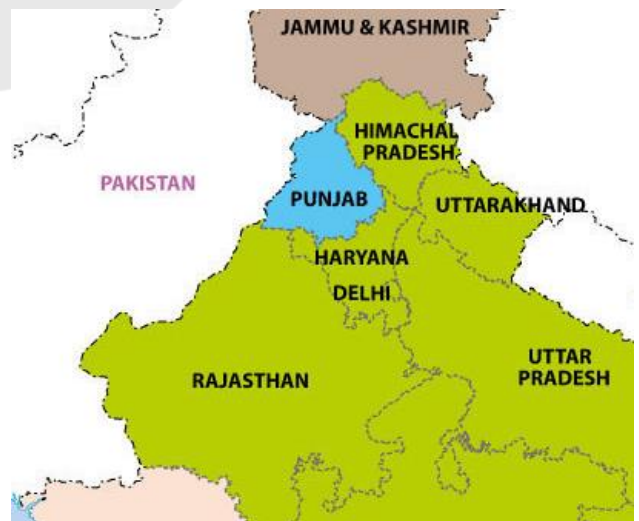 JAMMU & KASHMIR
HIMACHAL
PRADESH
PAKISTAN
PUNJAB
UTTARAKHAND
HARYANA
DELHI
RAJASTHAN
UTTAR
PRADESH